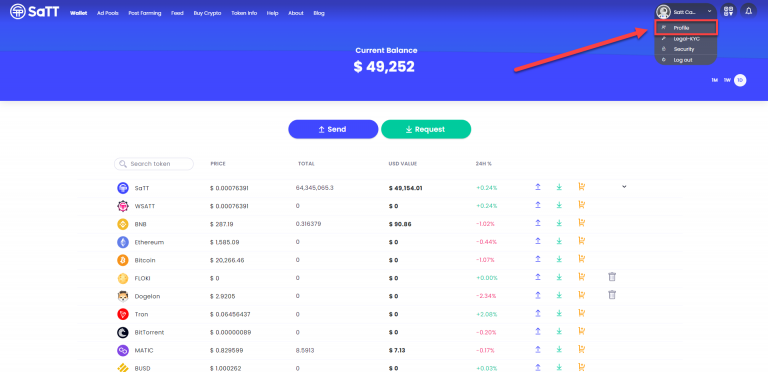 SaTT Wallet Ad Pools Post Farming Feed Buy Crypto Token Info Help About Blog Satt Co...
Profile
Legal-KYC
Security
Log out
Current Balance
$ 49,252
1M 1W 1D
Send Request
Search token PRICE TOTAL USD VALUE 24H %
SaTT $ 0.00076391 64,345,065.3 $ 49,154.01 +0.24%
WSATT $ 0.00076391 0 $ 0 +0.24%
BNB $ 287.19 0.316379 $ 90.86 -1.02%
Ethereum $ 1,585.09 0 $ 0 -0.44%
Bitcoin $ 20,266.46 0 $ 0 -1.07%
FLOKI $ 0 0 $ 0 +0.00%
Dogelon $ 2.9205 0 $ 0 -2.34%
Tron $ 0.06456437 0 $ 0 +2.08%
BitTorrent $ 0.00000089 0 $ 0 -0.20%
MATIC $ 0.829599 8.5913 $ 7.13 -0.17%
BUSD $ 1.000262 0 $ 0 +0.03%